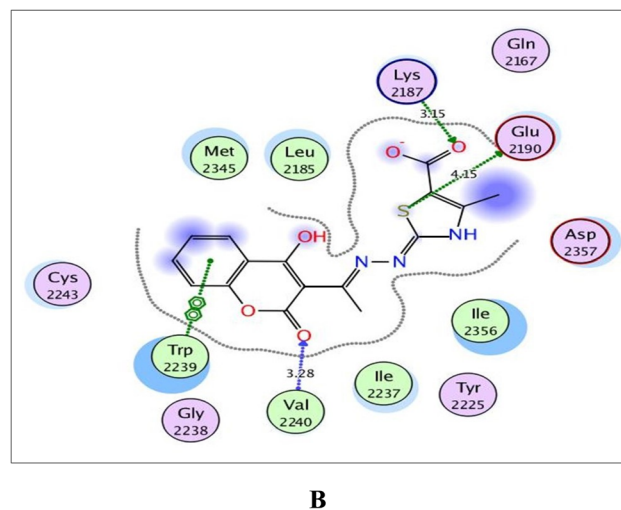 Gln
2167
Lys
2187
3.15
Glu
2190
Met
2345
Leu
2185
O-
O
4.15
S
OH
N
N
NH
Asp
2357
Cys
2243
O
O
Ile
2356
Trp
2239
3.28
Ile
2237
Tyr
2225
Gly
2238
Val
2240
B